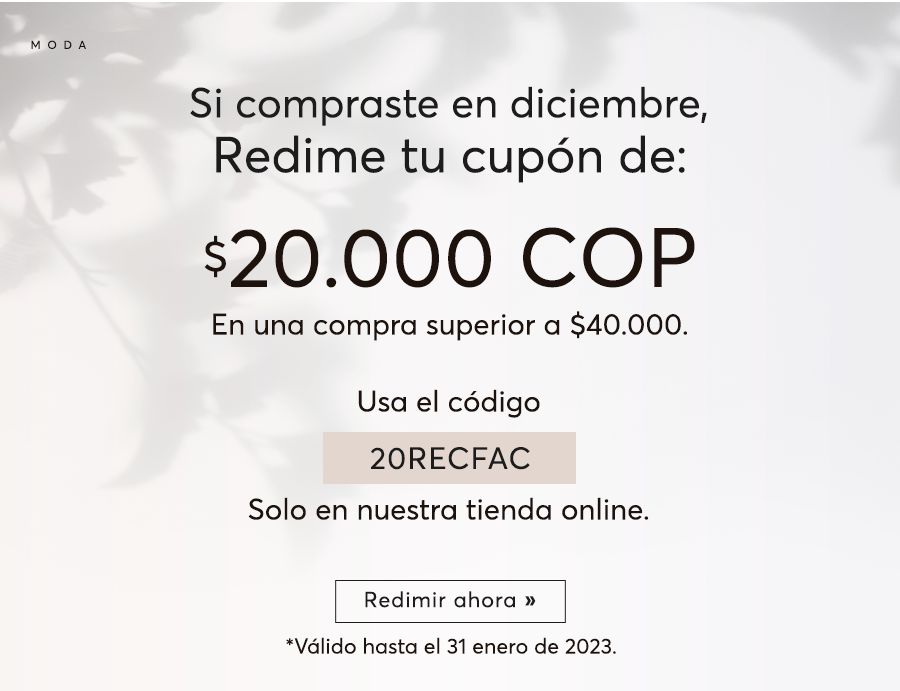 MODA
Si compraste en diciembre,
Redime tu cupón de:
$20.000 COP
En una compra superior a $40.000.
Usa el código
20RECFAC
Solo en nuestra tienda online.
Redimir ahora »
*Válido hasta el 31 enero de 2023.